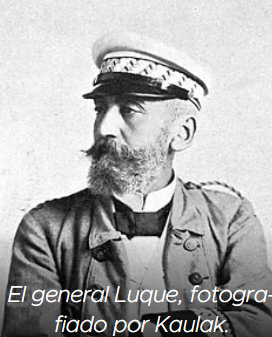 El general Luque, fotogra-
fiado por Kaulak.